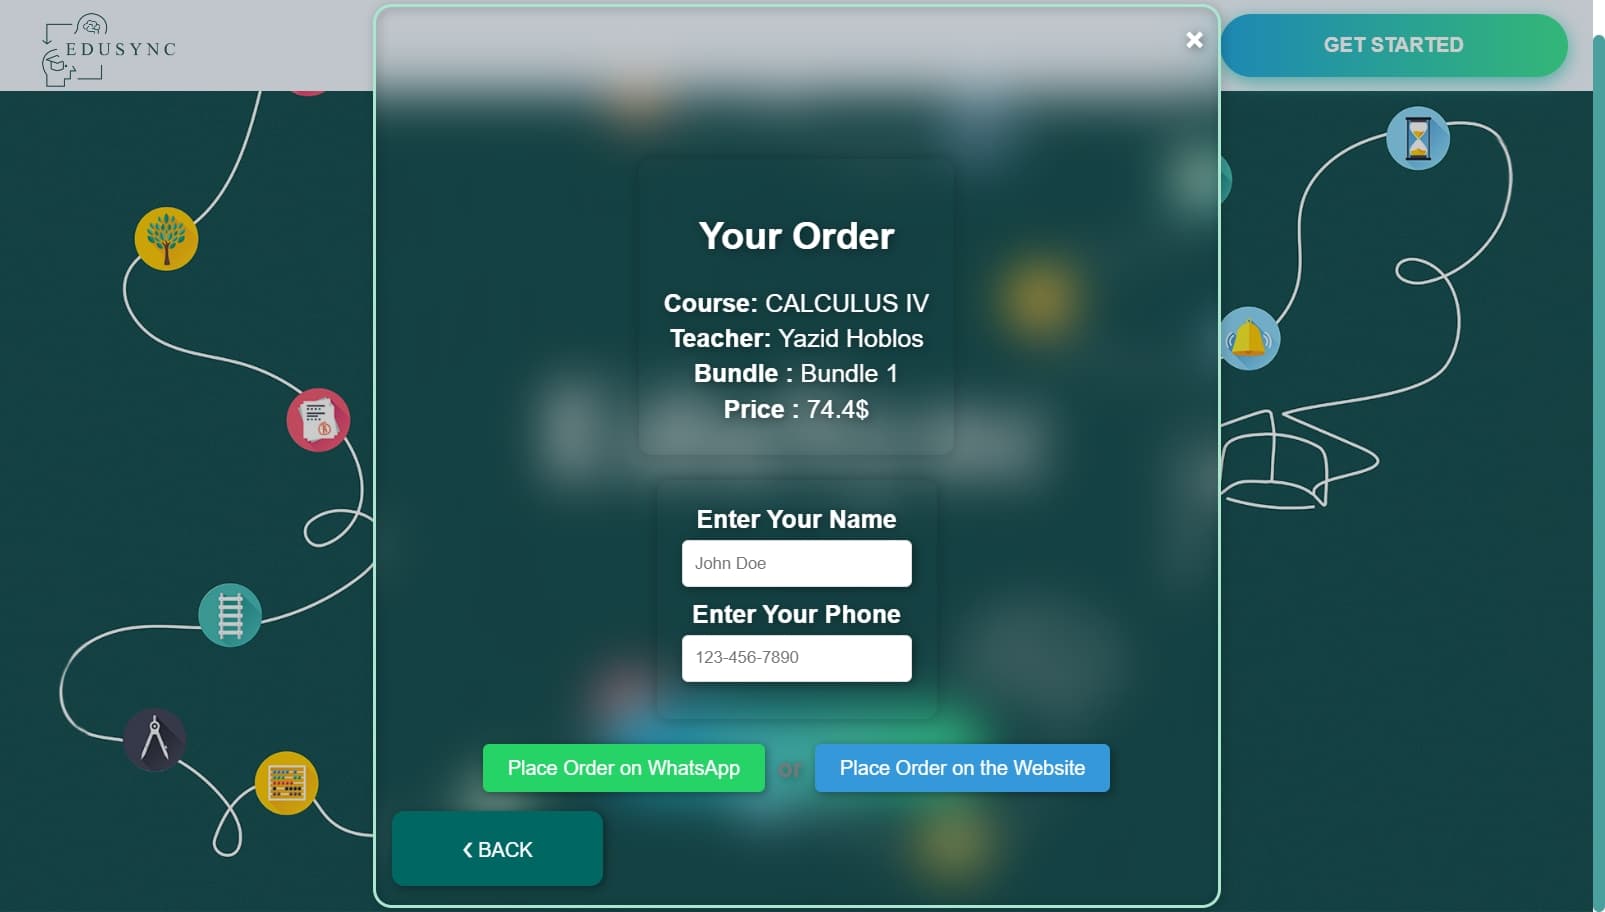 EDUSYNC
×
GET STARTED
Your Order
Course: CALCULUS IV
Teacher: Yazid Hoblos
Bundle : Bundle 1
Price : 74.4$
Enter Your Name
John Doe
Enter Your Phone
123-456-7890
Place Order on WhatsApp or Place Order on the Website
‹ BACK